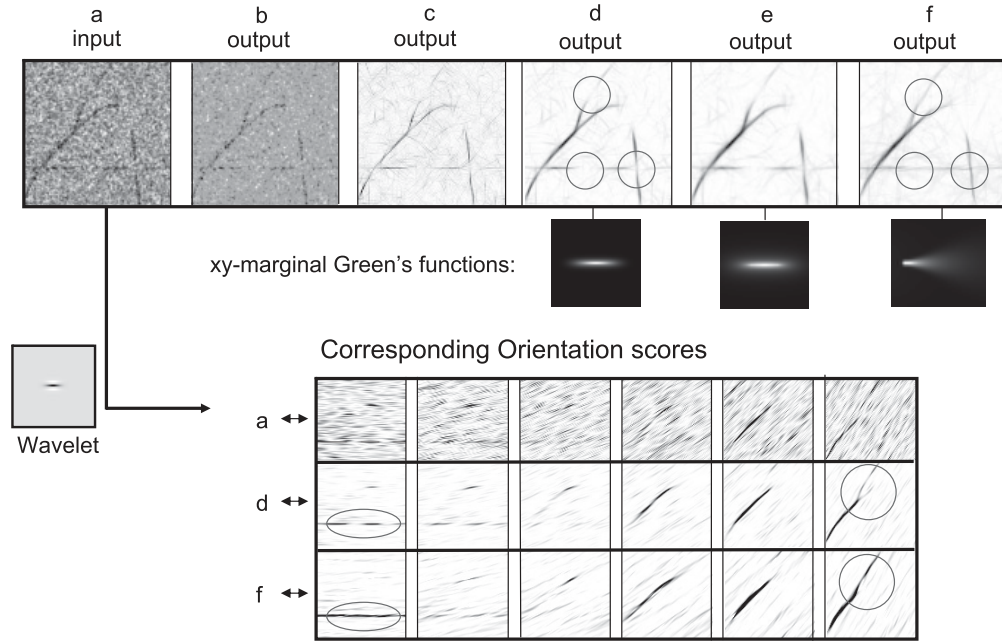 a
input
b
output
c
output
d
output
e
output
f
output
xy-marginal Green's functions:
Corresponding Orientation scores
Wavelet
a
d
f